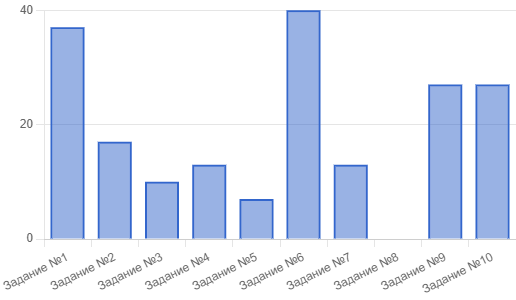 40
20
0
Задание №1
Задание №2
Задание №3
Задание №4
Задание №5
Задание №6
Задание №7
Задание №8
Задание №9
Задание №10